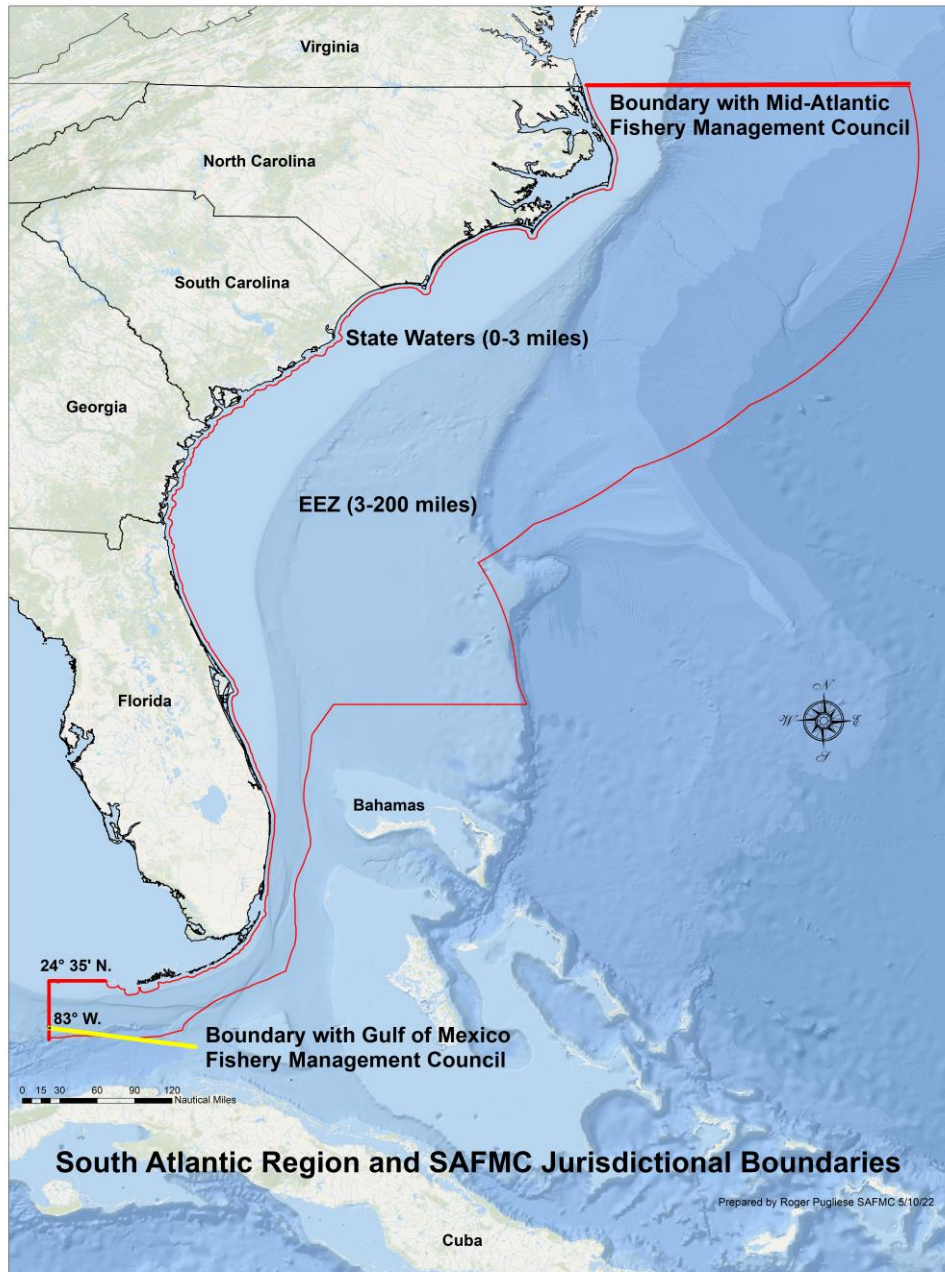 Virginia
Boundary with Mid-Atlantic
Fishery Management Council
North Carolina
South Carolina
State Waters (0-3 miles)
Georgia
EEZ (3-200 miles)
Florida
N
W
E
S
Bahamas
24° 35' N.
83° W.
Boundary with Gulf of Mexico
Fishery Management Council
0 15 30 60 90 120
Nautical Miles
South Atlantic Region and SAFMC Jurisdictional Boundaries
Prepared by Roger Pugliese SAFMC 5/10/22
Cuba